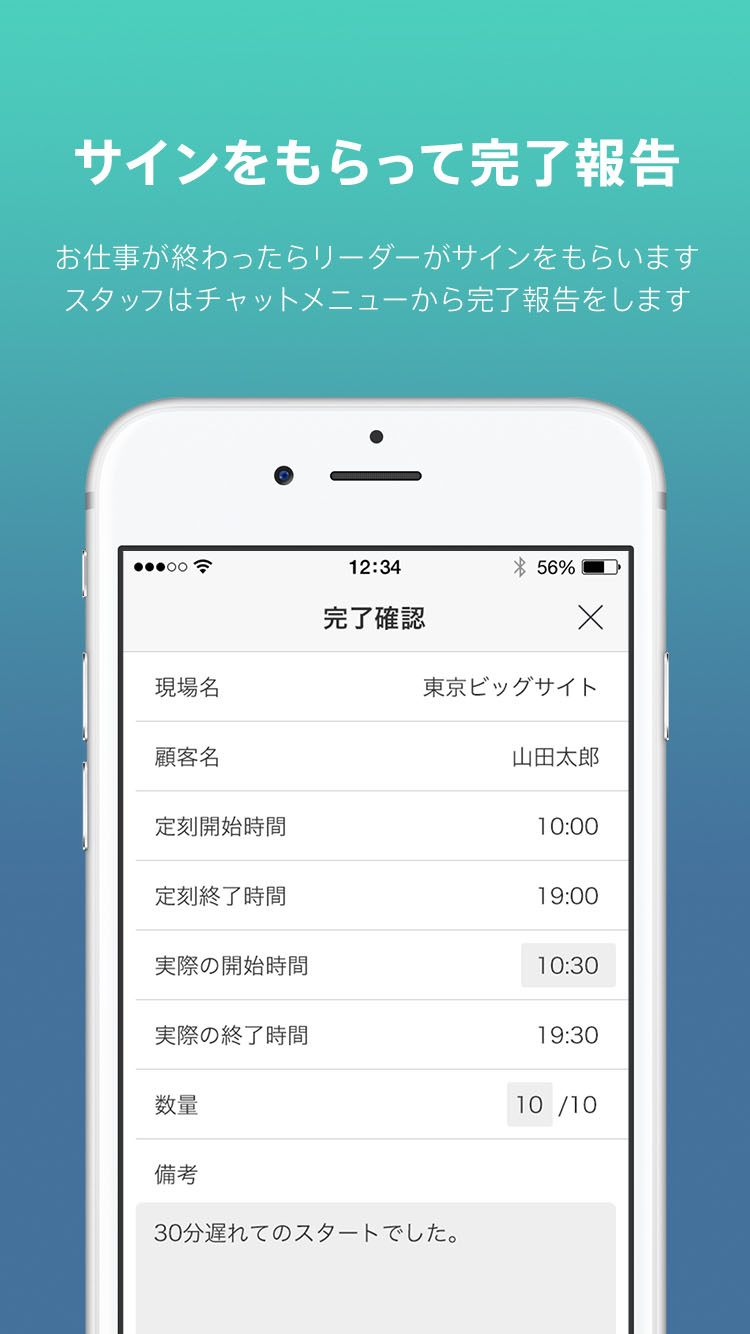 サインをもらって完了報告
お仕事が終わったらリーダーがサインをもらいます
スタッフはチャットメニューから完了報告をします
12:34 56%
完了確認
現場名 東京ビッグサイト
顧客名 山田太郎
定刻開始時間 10:00
定刻終了時間 19:00
実際の開始時間 10:30
実際の終了時間 19:30
数量 10 /10
備考
30分遅れてのスタートでした。